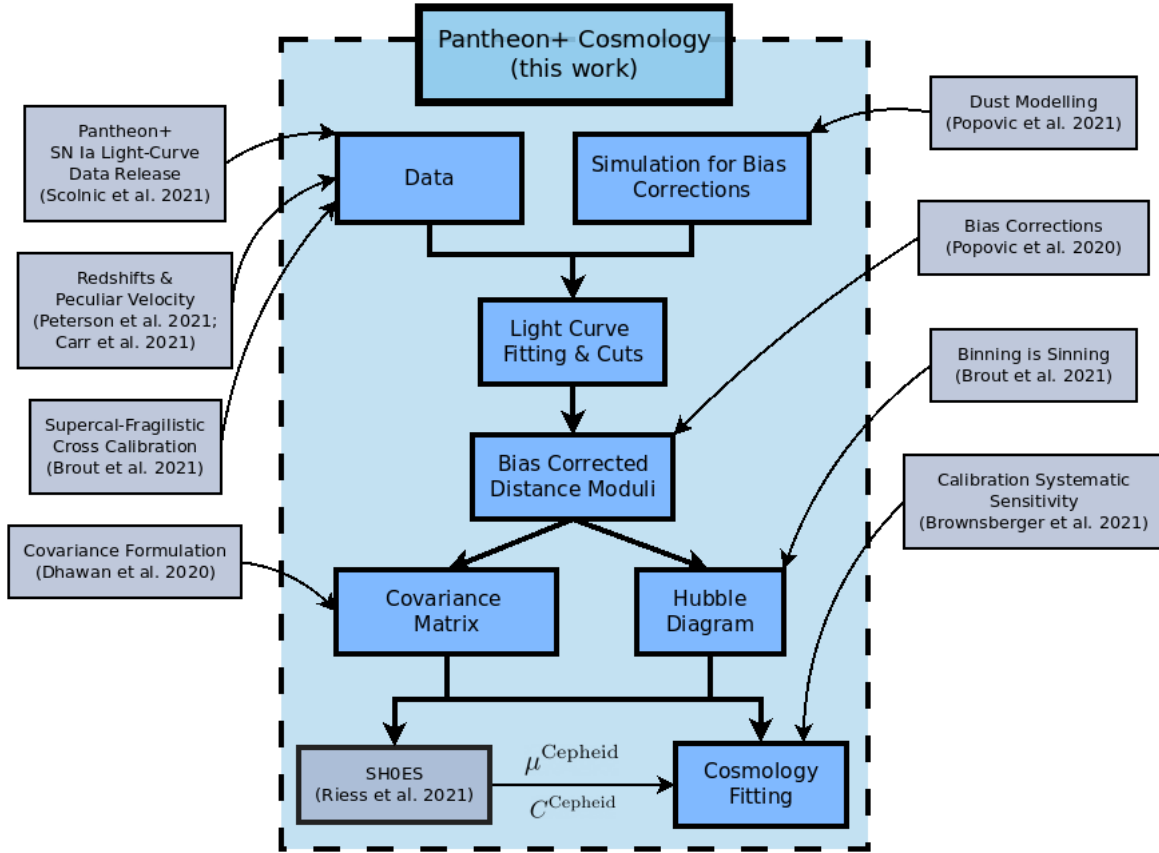 Pantheon+ Cosmology
(this work)
Pantheon+
SN Ia Light-Curve
Data Release
(Scolnic et al. 2021)
Data
Simulation for Bias
Corrections
Dust Modelling
(Popovic et al. 2021)
Redshifts &
Peculiar Velocity
(Peterson et al. 2021;
Carr et al. 2021)
Light Curve
Fitting & Cuts
Bias Corrections
(Popovic et al. 2020)
Supercal-Fragilistic
Cross Calibration
(Brout et al. 2021)
Bias Corrected
Distance Moduli
Binning is Sinning
(Brout et al. 2021)
Covariance Formulation
(Dhawan et al. 2020)
Covariance
Matrix
Hubble
Diagram
Calibration Systematic
Sensitivity
(Brownsberger et al. 2021)
SH0ES
(Riess et al. 2021)
μ^Cepheid
C^Cepheid
Cosmology
Fitting